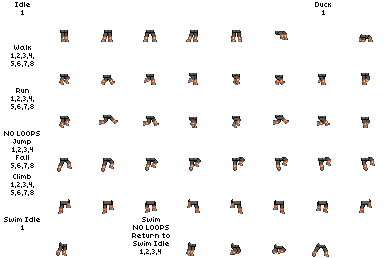 Idle
1
Duck
1
Walk
1,2,3,4,
5,6,7,8
Run
1,2,3,4,
5,6,7,8
NO LOOPS
Jump
1,2,3,4
Fall
5,6,7,8
Climb
1,2,3,4,
5,6,7,8
Swim Idle
1
Swim
NO LOOPS
Return to
Swim Idle
1,2,3,4